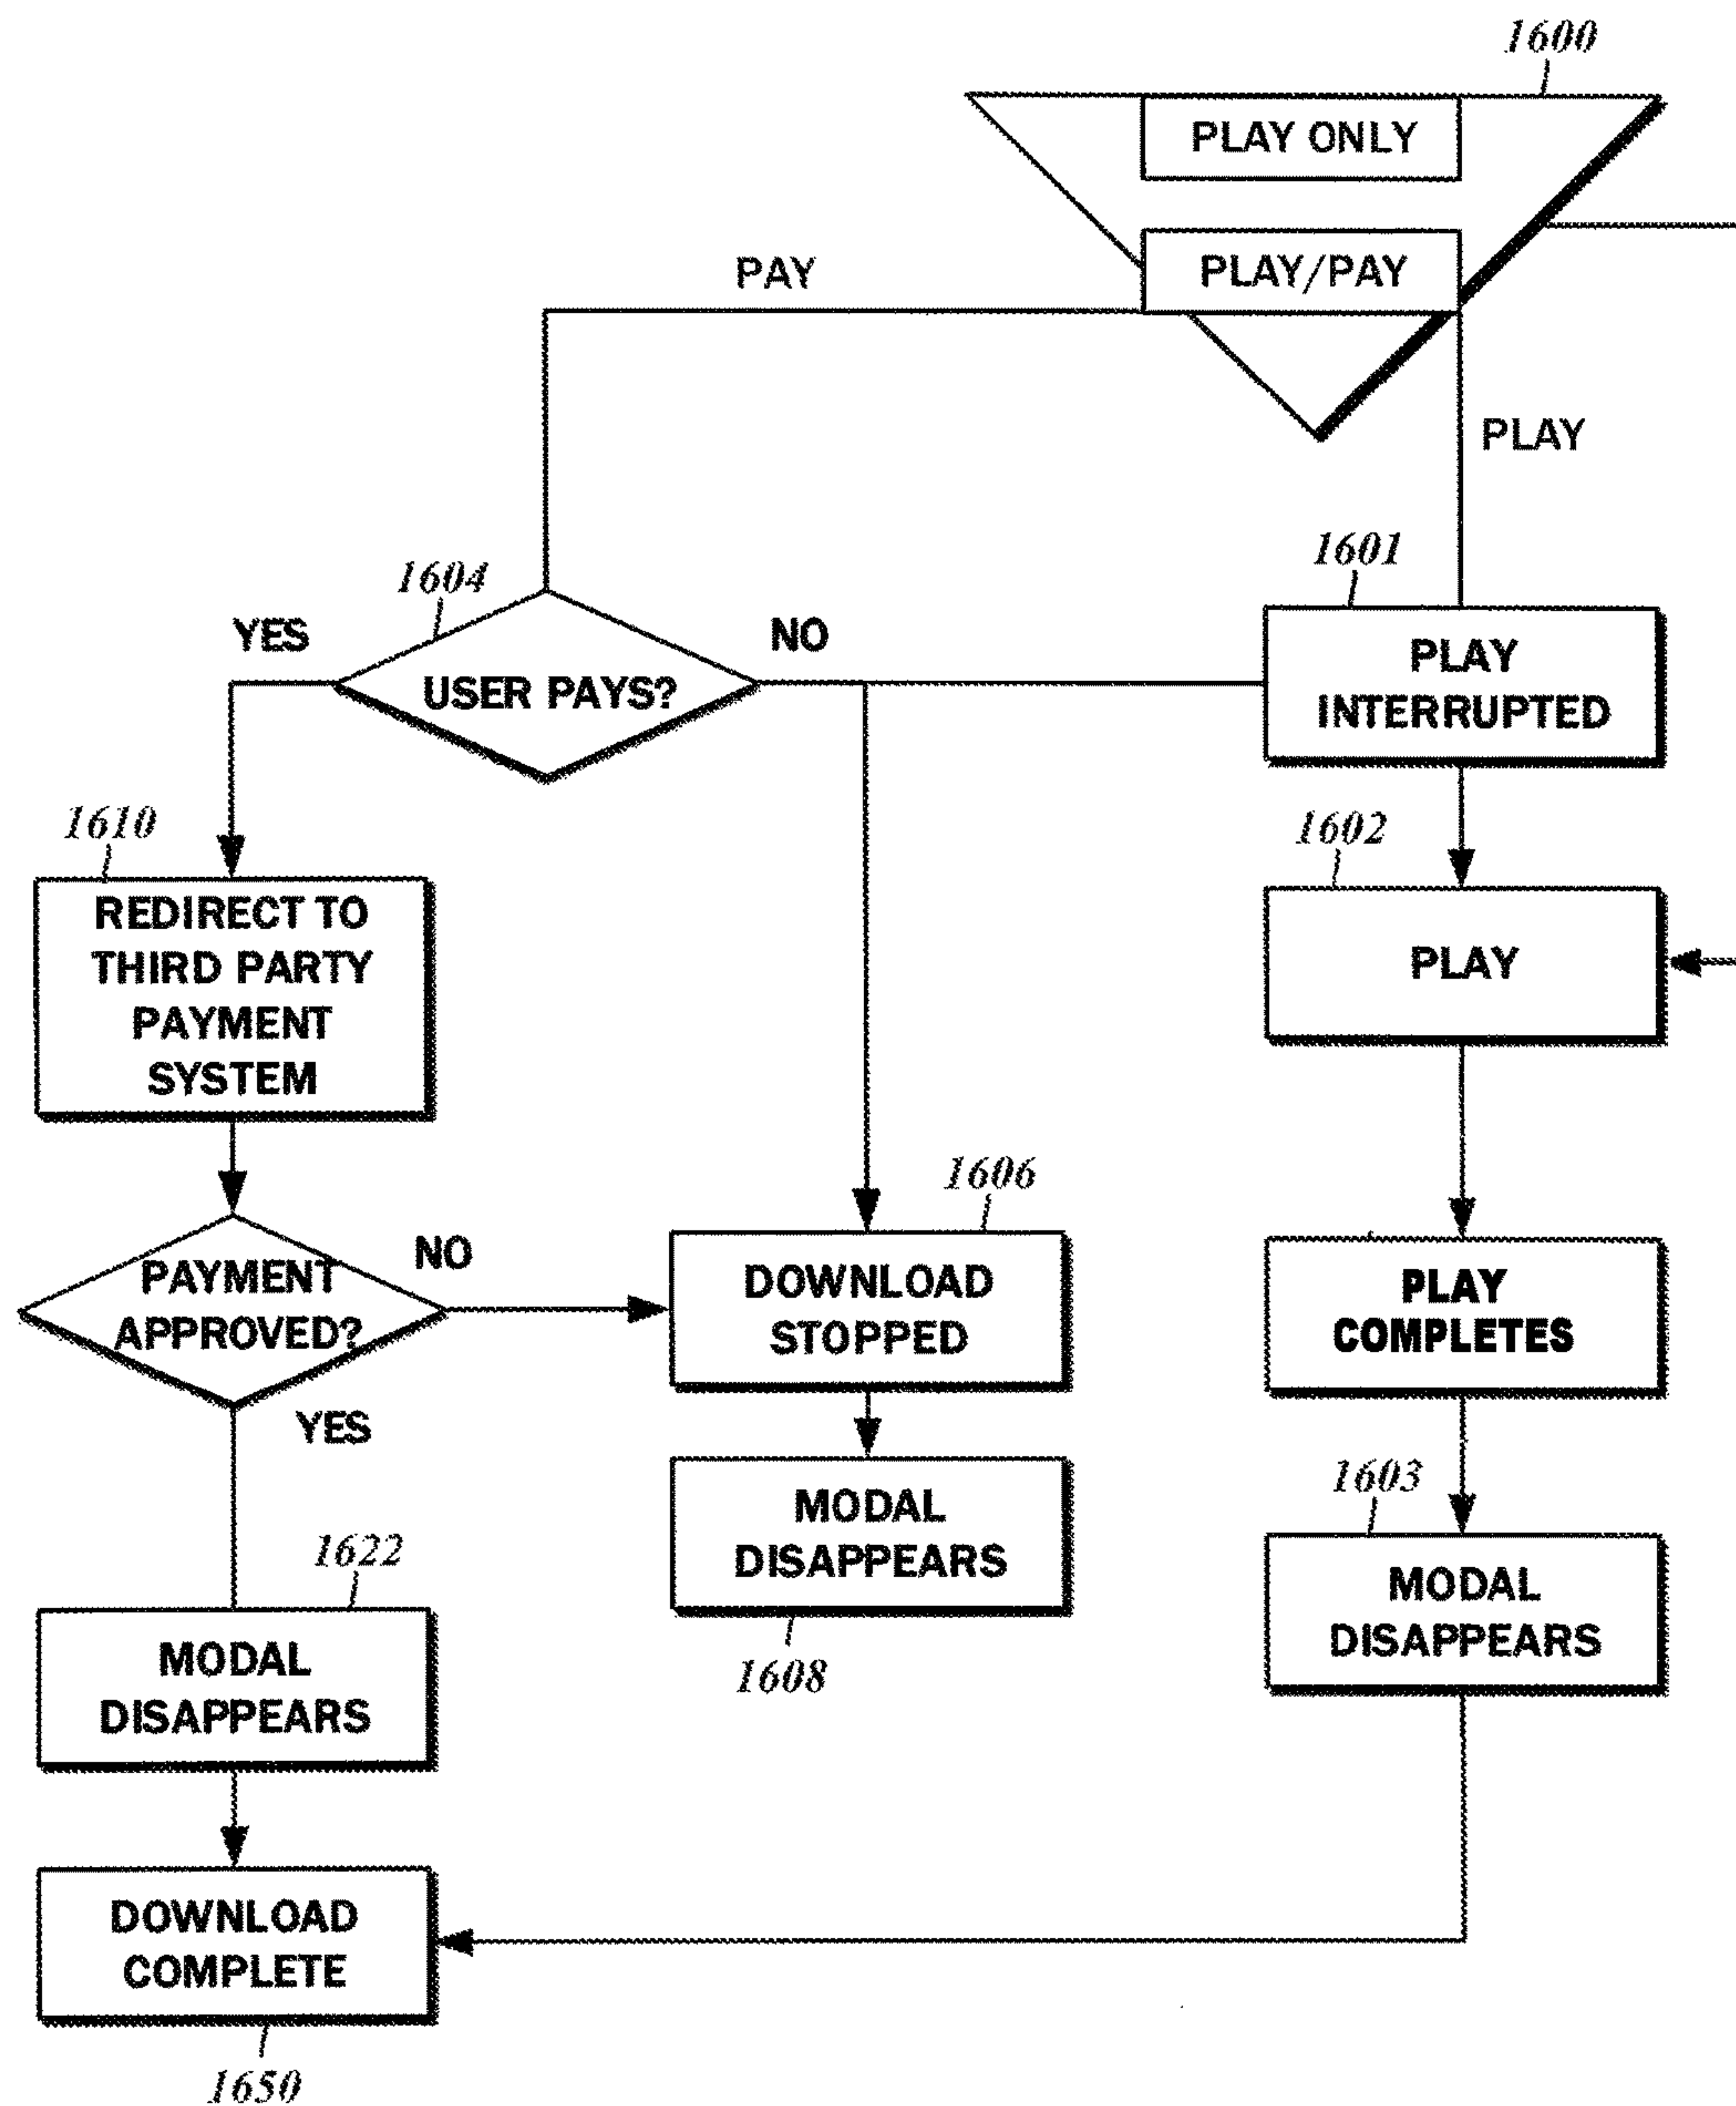 1600
PLAY ONLY
PLAY/PAY
PAY
PLAY
1601
1604
YES
NO
USER PAYS?
PLAY
INTERRUPTED
1610
1602
REDIRECT TO
THIRD PARTY
PAYMENT
SYSTEM
PLAY
1606
PAYMENT
APPROVED?
NO
YES
DOWNLOAD
STOPPED
PLAY
COMPLETES
1603
MODAL
DISAPPEARS
1608
MODAL
DISAPPEARS
1622
MODAL
DISAPPEARS
DOWNLOAD
COMPLETE
1650